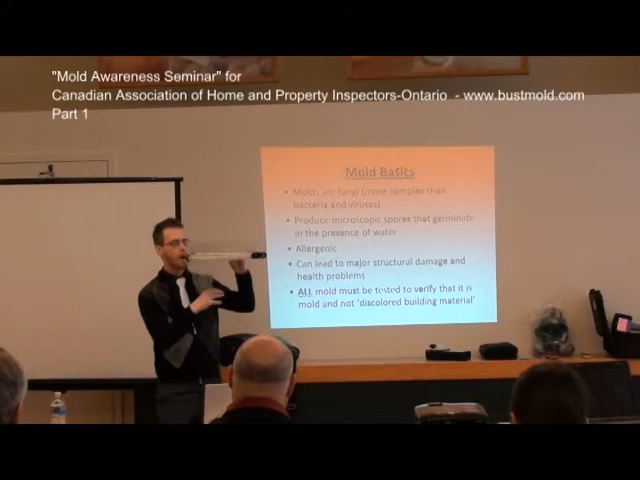 "Mold Awareness Seminar" for
Canadian Association of Home and Property Inspectors-Ontario - www.bustmold.com
Part 1
Mold Basics
• Molds are fungi (more complex than
bacteria and viruses)
• Produce microscopic spores that germinate
in the presence of water
• Allergenic
• Can lead to major structural damage and
health problems
• ALL mold must be tested to verify that it is
mold and not 'discolored building material'